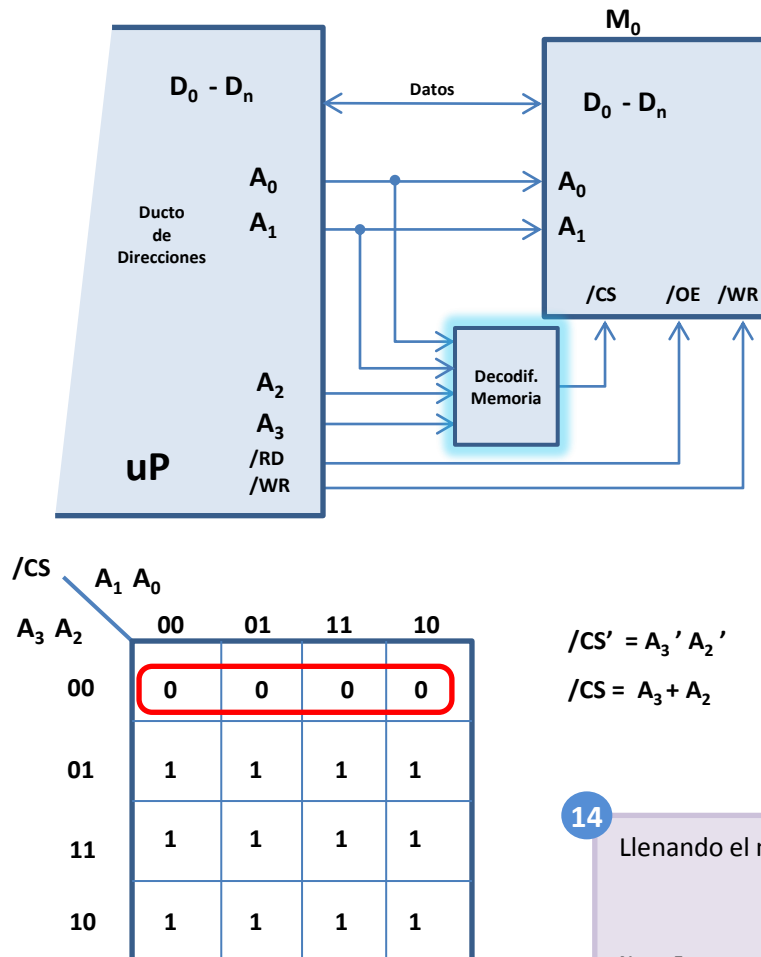 M0
D0 - Dn
Datos
D0 - Dn
A0
A0
Ducto
de
Direcciones
A1
A1
/CS /OE /WR
Decodif.
Memoria
A2
A3
uP
/RD
/WR
/CS
A1 A0
A3 A2
00 01 11 10
00 0 0 0 0
01 1 1 1 1
11 1 1 1 1
10 1 1 1 1
/CS’ = A3 ’ A2 ’
/CS = A3 + A2
14
Llenando el